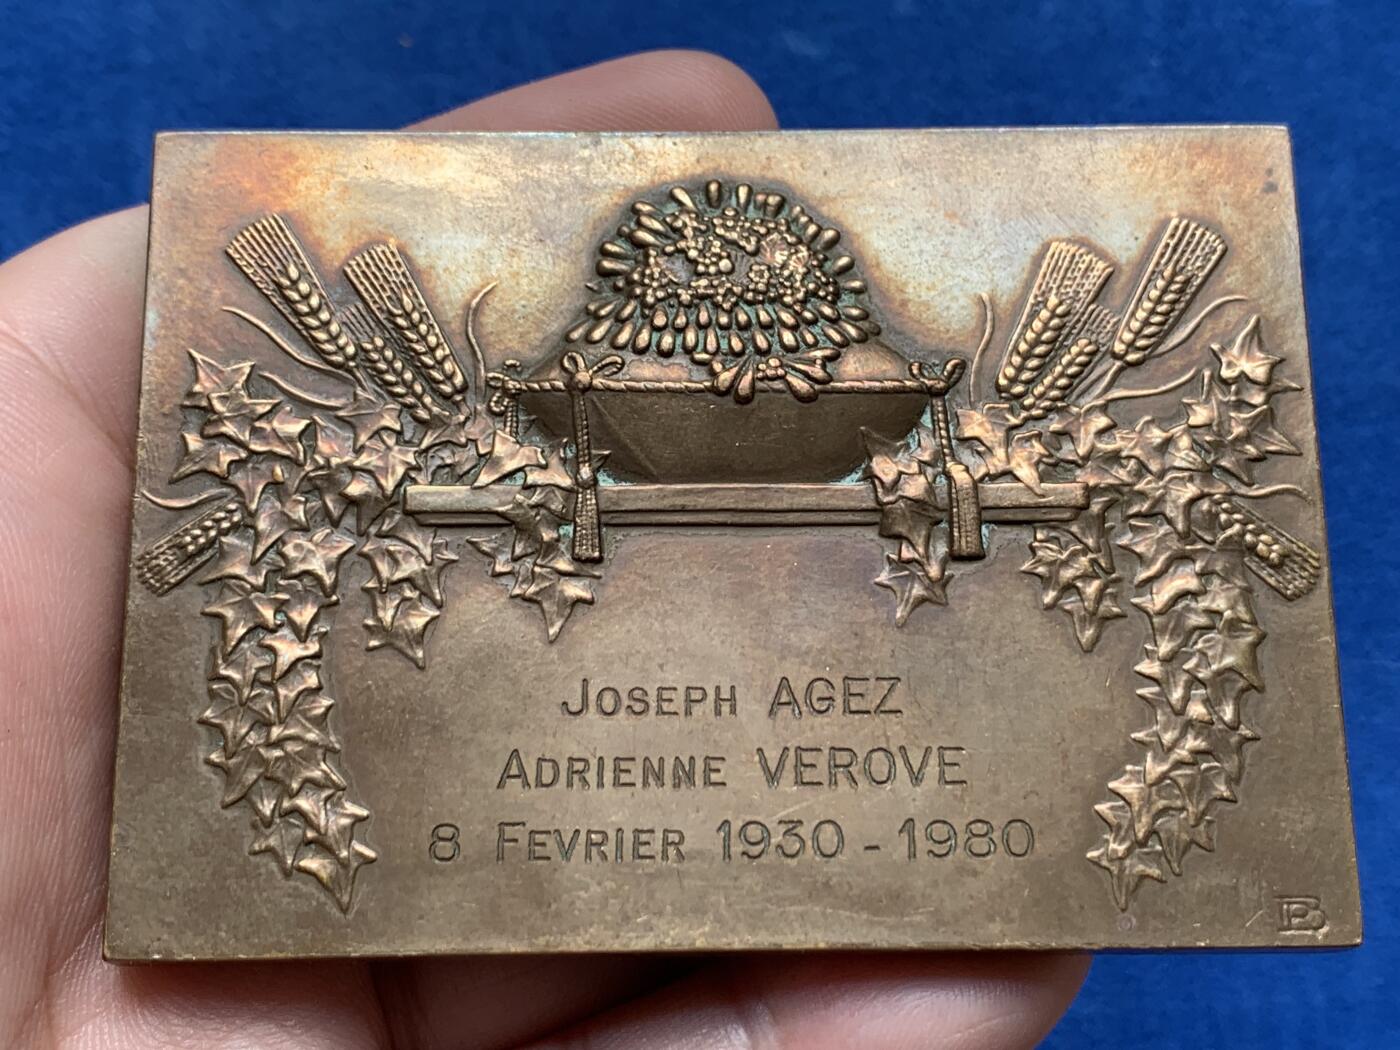 Joseph AGEZ
Adrienne VEROVE
8 Fevrier 1930 - 1980